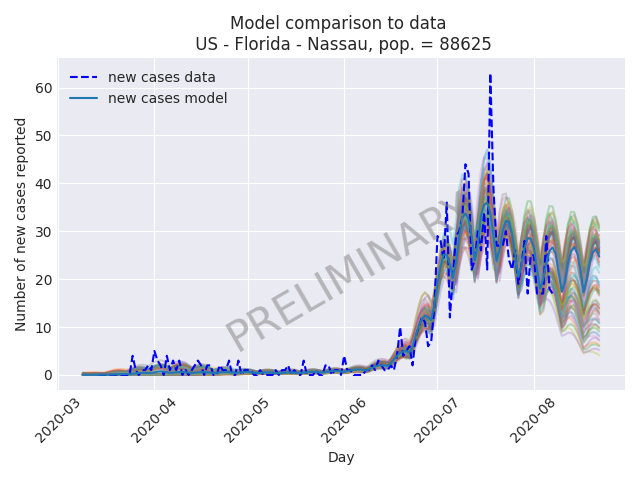 Model comparison to data
US - Florida - Nassau, pop. = 88625
new cases data
new cases model
Number of new cases reported
60
50
40
30
20
10
0
PRELIMINARY
2020-03
2020-04
2020-05
2020-06
2020-07
2020-08
Day